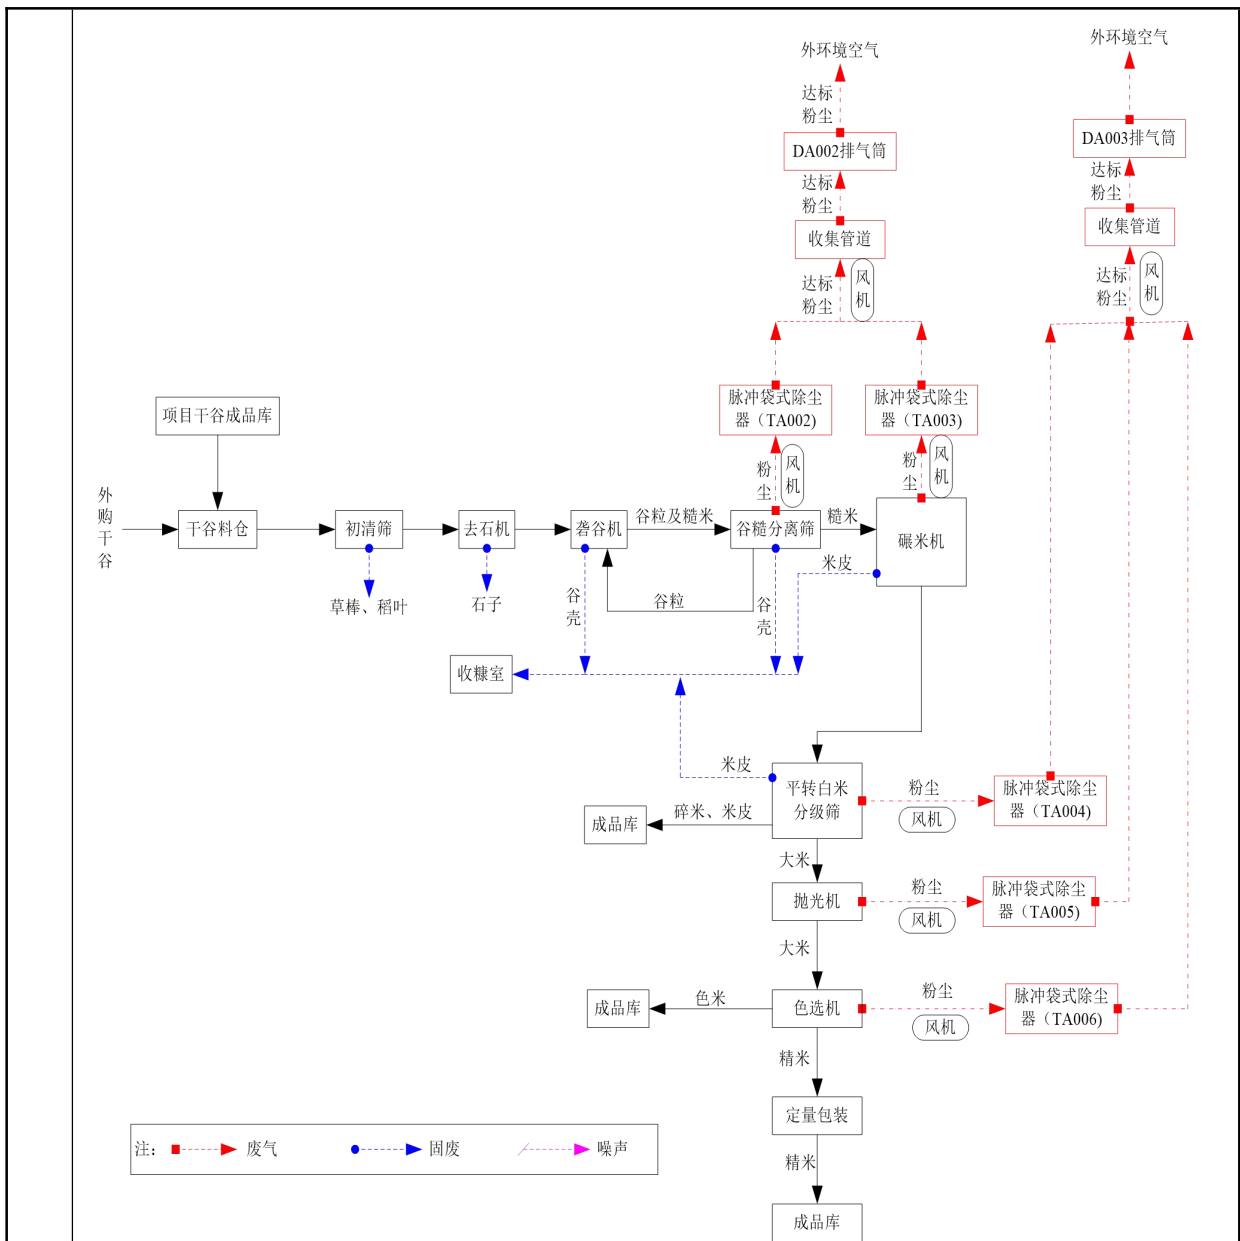 外环境空气
外环境空气
达标
粉尘
DA002排气筒
DA003排气筒
达标
粉尘
达标
粉尘
收集管道
收集管道
达标
粉尘
风
机
达标
粉尘
风
机
脉冲袋式除尘
器（TA002)
脉冲袋式除尘
器（TA003)
项目干谷成品库
粉
尘
风
机
粉
尘
风
机
外
购
干
谷
干谷料仓
初清筛
去石机
砻谷机
谷粒及糙米
谷糙分离筛
糙米
碾米机
草棒、稻叶
石子
谷
壳
谷粒
谷
壳
米皮
收糠室
米皮
平转白米
分级筛
粉尘
风机
脉冲袋式除尘
器（TA004)
成品库
碎米、米皮
大米
抛光机
粉尘
风机
脉冲袋式除尘
器（TA005)
大米
成品库
色米
色选机
粉尘
风机
脉冲袋式除尘
器（TA006)
精米
定量包装
注：
废气
固废
噪声
精米
成品库